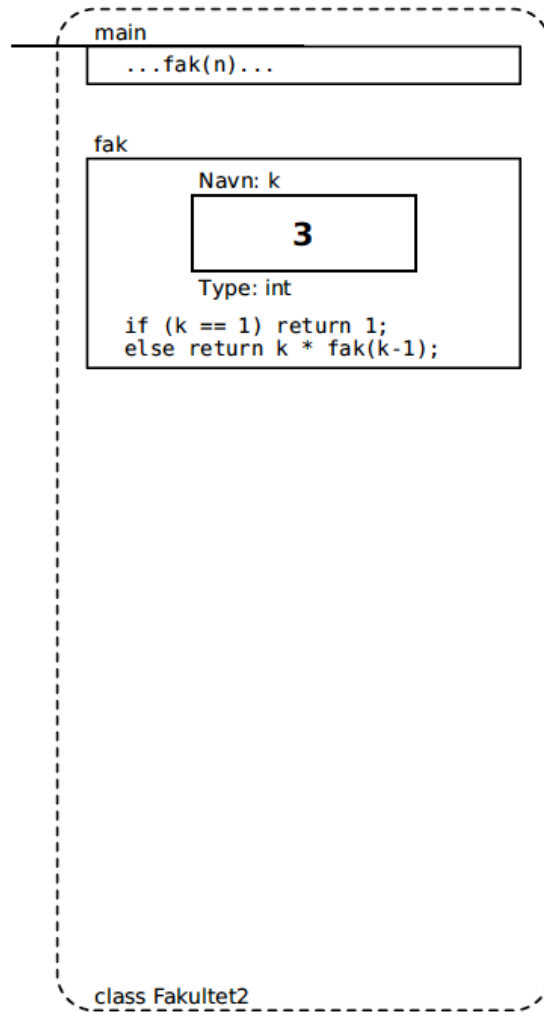 main
...fak(n)...
fak
Navn: k
3
Type: int
if (k == 1) return 1;
else return k * fak(k-1);
class Fakultet2